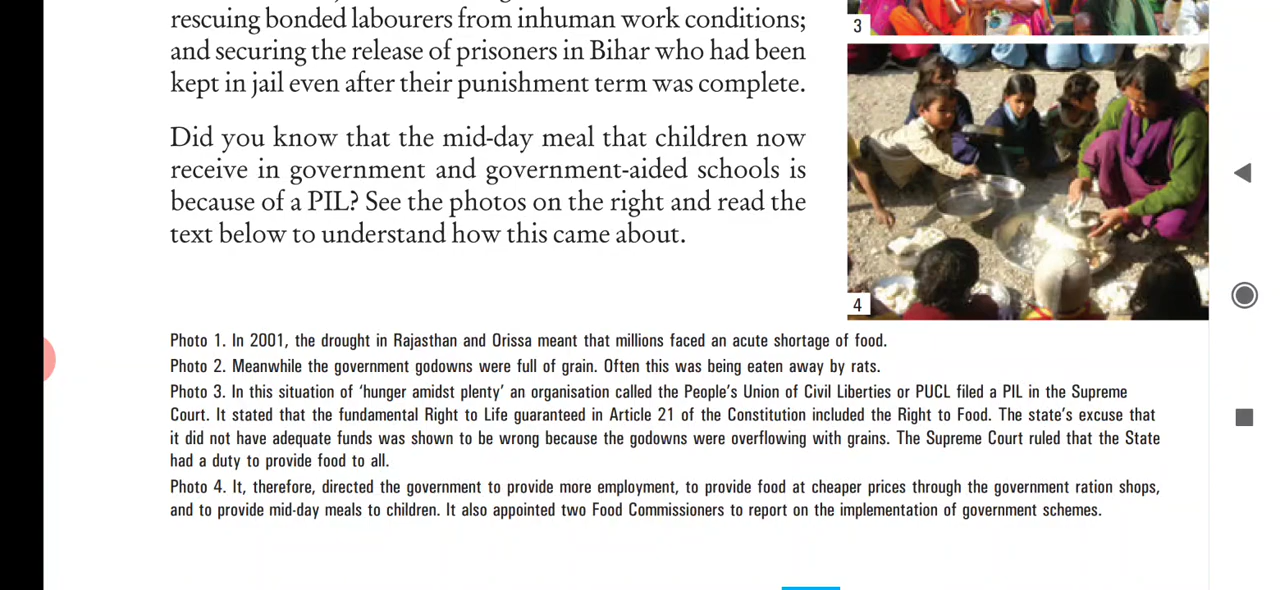 rescuing bonded labourers from inhuman work conditions;
and securing the release of prisoners in Bihar who had been
kept in jail even after their punishment term was complete.
Did you know that the mid-day meal that children now
receive in government and government-aided schools is
because of a PIL? See the photos on the right and read the
text below to understand how this came about.
3
4
Photo 1. In 2001, the drought in Rajasthan and Orissa meant that millions faced an acute shortage of food.
Photo 2. Meanwhile the government godowns were full of grain. Often this was being eaten away by rats.
Photo 3. In this situation of ‘hunger amidst plenty’ an organisation called the People’s Union of Civil Liberties or PUCL filed a PIL in the Supreme
Court. It stated that the fundamental Right to Life guaranteed in Article 21 of the Constitution included the Right to Food. The state’s excuse that
it did not have adequate funds was shown to be wrong because the godowns were overflowing with grains. The Supreme Court ruled that the State
had a duty to provide food to all.
Photo 4. It, therefore, directed the government to provide more employment, to provide food at cheaper prices through the government ration shops,
and to provide mid-day meals to children. It also appointed two Food Commissioners to report on the implementation of government schemes.